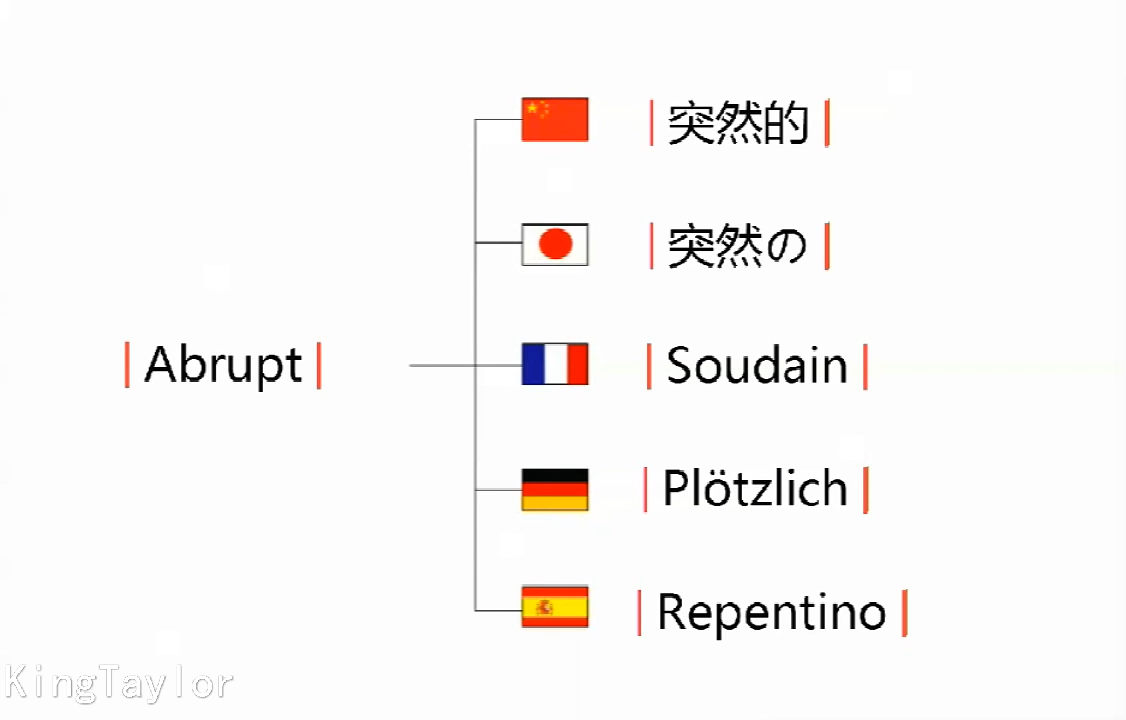 突然的
突然の
Abrupt
Soudain
Plötzlich
Repentino
KingTaylor